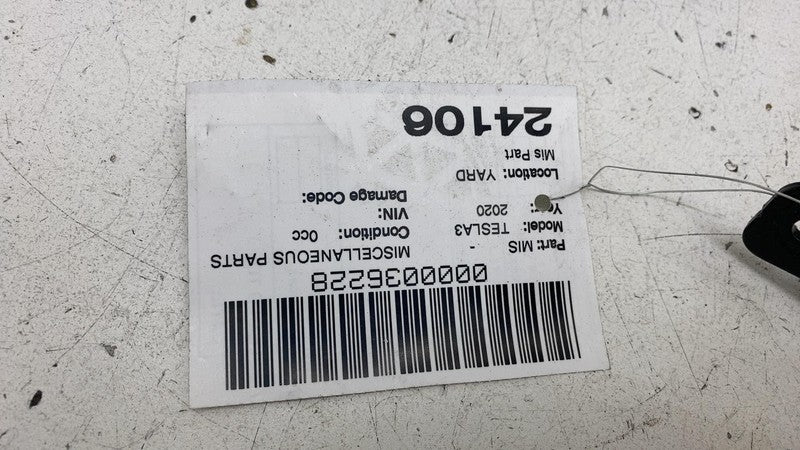 0000036228
Part: MIS - MISCELLANEOUS PARTS
Model: TESLA3 Condition: 0cc
Year: 2020 VIN:
Damage Code:
Location: YARD
Mis Part
24106